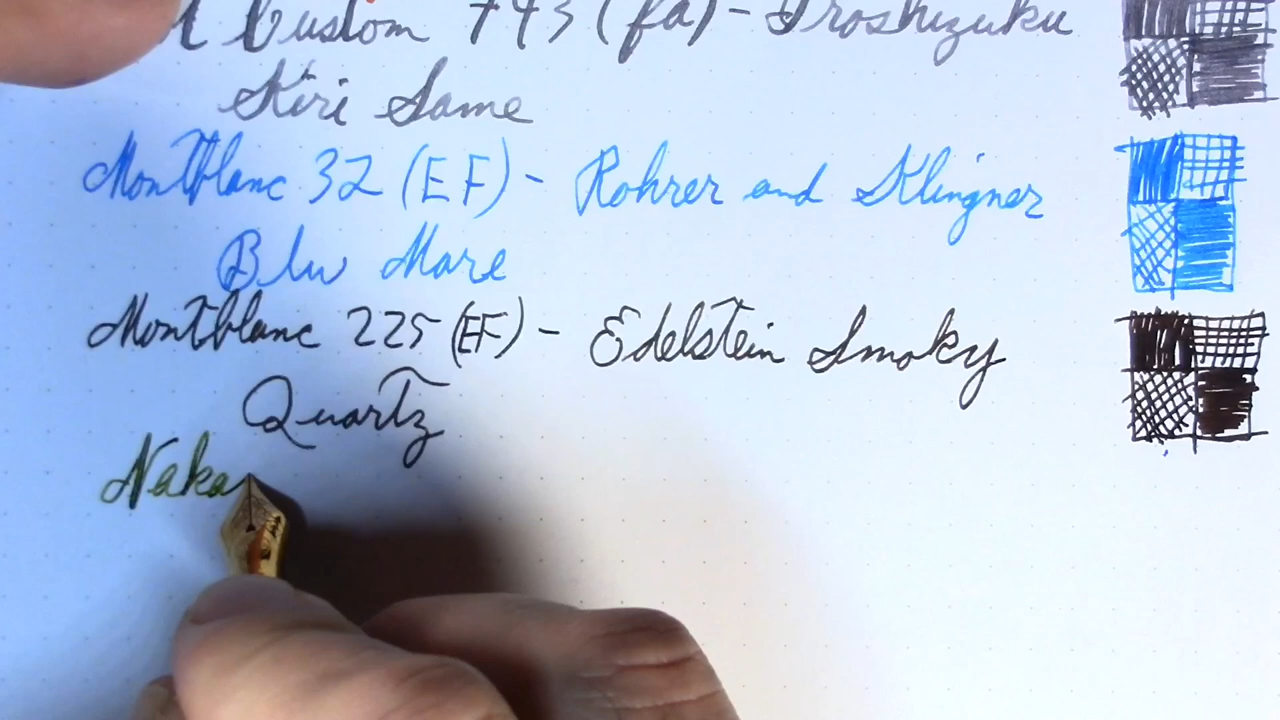 Custom 743 (fa) - Iroshizuku
Kiri Same
Montblanc 32 (EF) - Rohrer and Klingner
Blu Mare
Montblanc 225 (EF) - Edelstein Smoky
Quartz
Naka